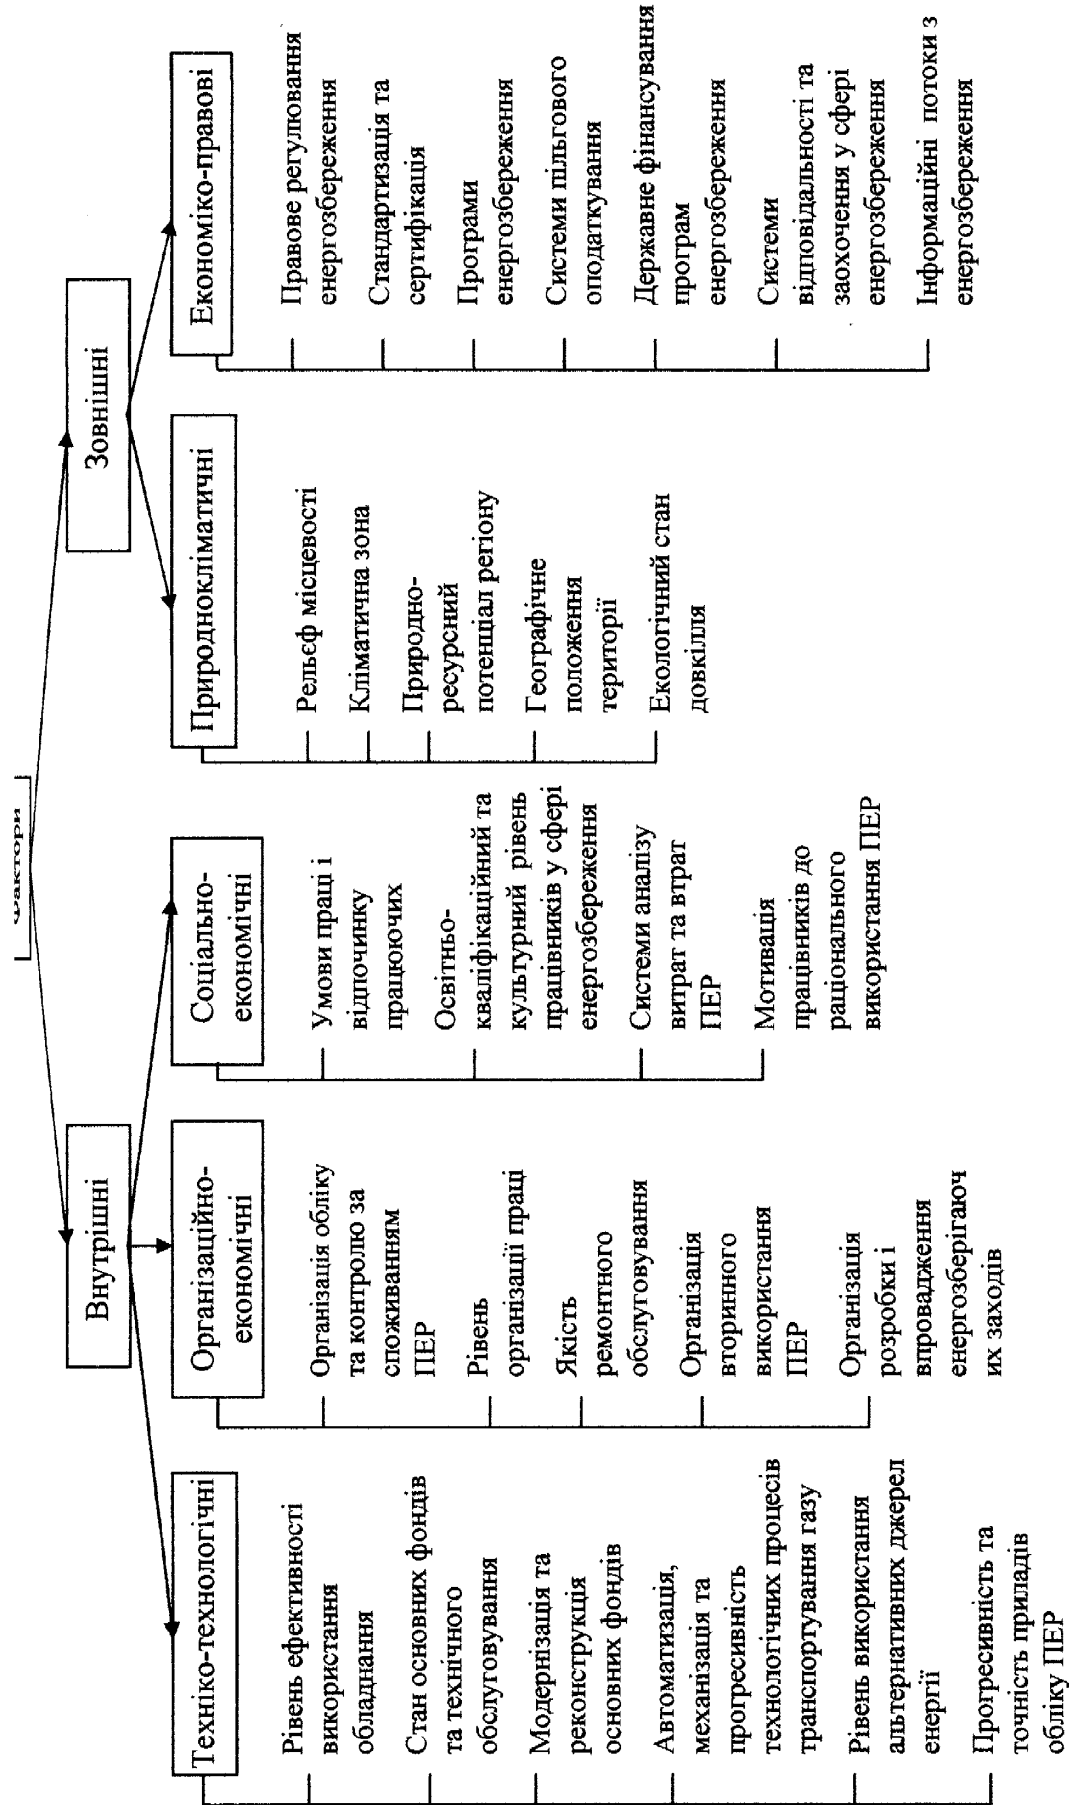 Фактори
Внутрішні
Зовнішні
Техніко-технологічні
Рівень ефективності
використання
обладнання
Стан основних фондів
та технічного
обслуговування
Модернізація та
реконструкція
основних фондів
Автоматизація,
механізація та
прогресивність
технологічних процесів
транспортування газу
Рівень використання
альтернативних джерел
енергії
Прогресивність та
точність приладів
обліку ПЕР
Організаційно-
економічні
Організація обліку
та контролю за
споживанням
ПЕР
Рівень
організації праці
Якість
ремонтного
обслуговування
Організація
вторинного
використання
ПЕР
Організація
розробки і
впровадження
енергозберігаюч
их заходів
Соціально-
економічні
Умови праці і
відпочинку
працюючих
Освітньо-
кваліфікаційний та
культурний рівень
працівників у сфері
енергозбереження
Системи аналізу
витрат та втрат
ПЕР
Мотивація
працівників до
раціонального
використання ПЕР
Природнокліматичні
Рельєф місцевості
Кліматична зона
Природно-
ресурсний
потенціал регіону
Географічне
положення
території
Екологічний стан
довкілля
Економіко-правові
Правове регулювання
енергозбереження
Стандартизація та
сертифікація
Програми
енергозбереження
Системи пільгового
оподаткування
Державне фінансування
програм
енергозбереження
Системи
відповідальності та
заохочення у сфері
енергозбереження
Інформаційні потоки з
енергозбереження